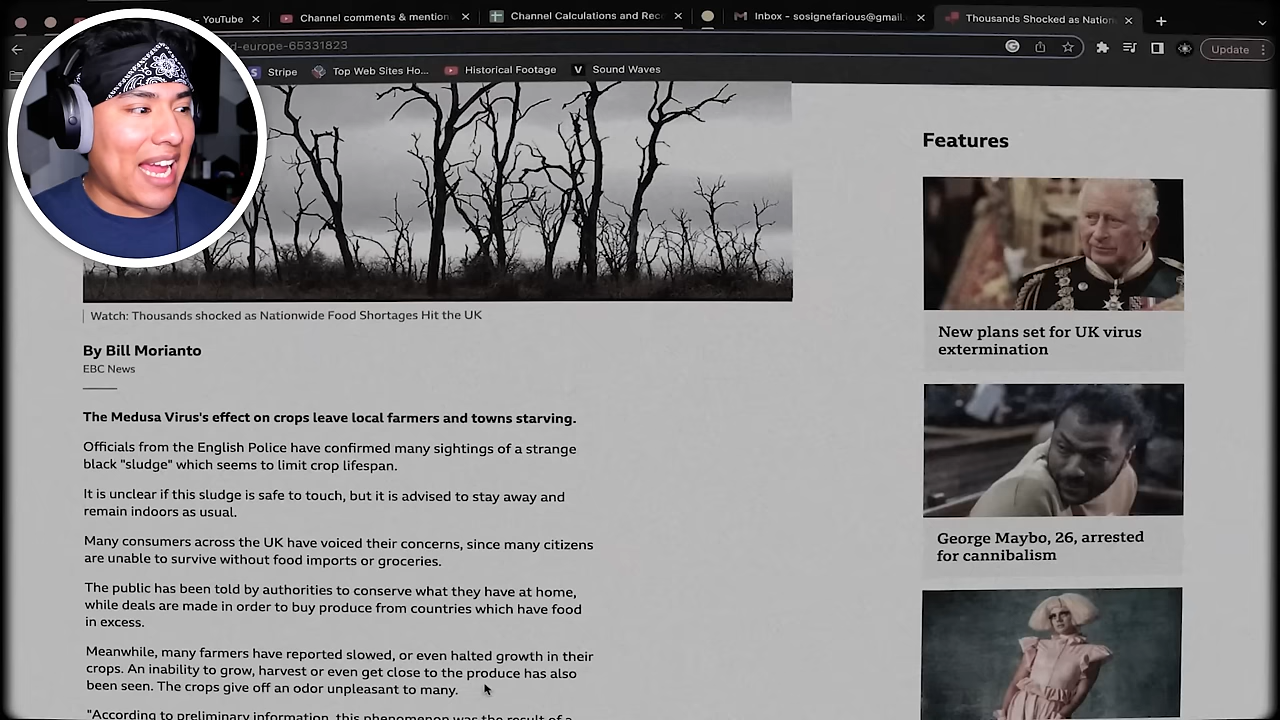 - YouTube
Channel comments & mention
Channel Calculations and Rec
Inbox - sosignefarious@gmail.
Thousands Shocked as Nation
d-europe-65331823
Update
Stripe
Top Web Sites Ho...
Historical Footage
Sound Waves
Features
Watch: Thousands shocked as Nationwide Food Shortages Hit the UK
By Bill Morianto
EBC News
The Medusa Virus's effect on crops leave local farmers and towns starving.
Officials from the English Police have confirmed many sightings of a strange
black "sludge" which seems to limit crop lifespan.
It is unclear if this sludge is safe to touch, but it is advised to stay away and
remain indoors as usual.
Many consumers across the UK have voiced their concerns, since many citizens
are unable to survive without food imports or groceries.
The public has been told by authorities to conserve what they have at home,
while deals are made in order to buy produce from countries which have food
in excess.
Meanwhile, many farmers have reported slowed, or even halted growth in their
crops. An inability to grow, harvest or even get close to the produce has also
been seen. The crops give off an odor unpleasant to many.
"According to preliminary information, this phenomenon was the result of a
New plans set for UK virus
extermination
George Maybo, 26, arrested
for cannibalism